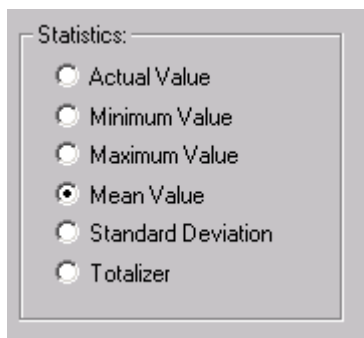 Statistics:
Actual Value
Minimum Value
Maximum Value
Mean Value
Standard Deviation
Totalizer